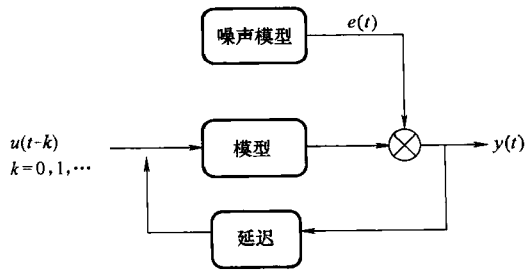 噪声模型
e(t)
u(t-k)
k=0,1,…
模型
y(t)
延迟